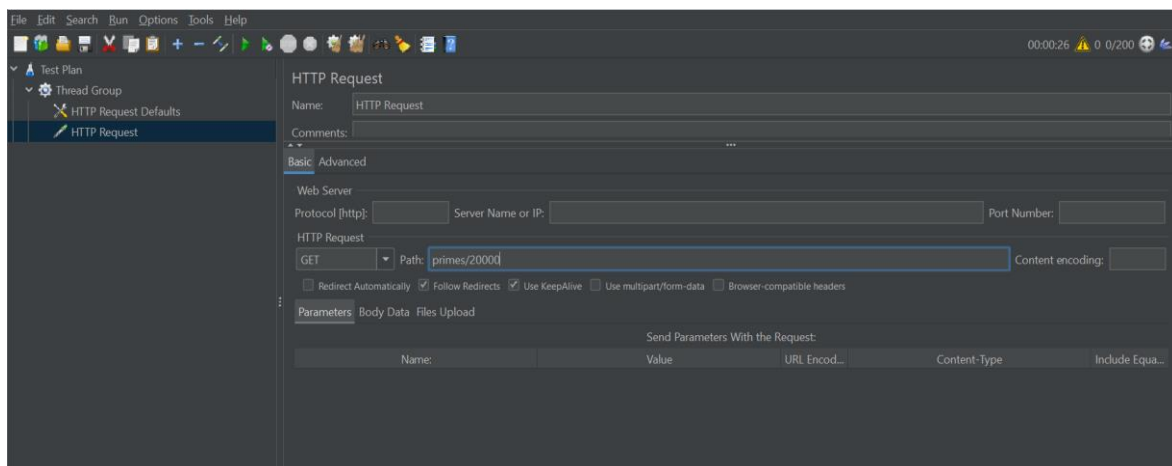 File Edit Search Run Options Tools Help
00:00:26 0 0/200
Test Plan
Thread Group
HTTP Request Defaults
HTTP Request
HTTP Request
Name: HTTP Request
Comments:
Basic Advanced
Web Server
Protocol [http]: Server Name or IP: Port Number:
HTTP Request
GET Path: primes/20000 Content encoding:
Redirect Automatically Follow Redirects Use KeepAlive Use multipart/form-data Browser-compatible headers
Parameters Body Data Files Upload
Send Parameters With the Request:
Name: Value URL Encod... Content-Type Include Equa...